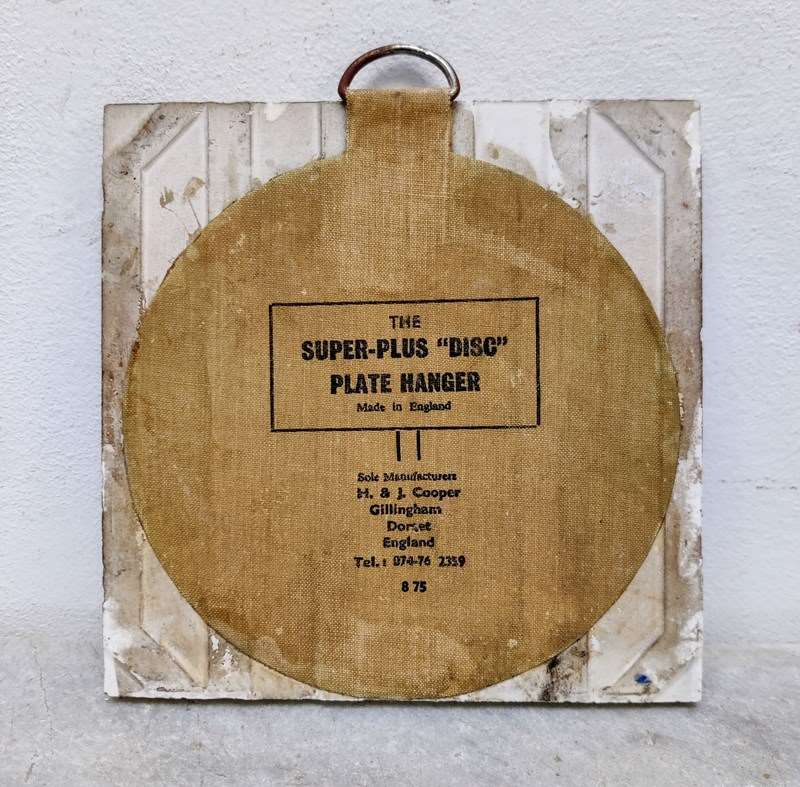 THE
SUPER-PLUS "DISC"
PLATE HANGER
Made in England
Sole Manufacturers
H. & J. Cooper
Gillingham
Dorset
England
Tel.: 074-76 2359
8 75